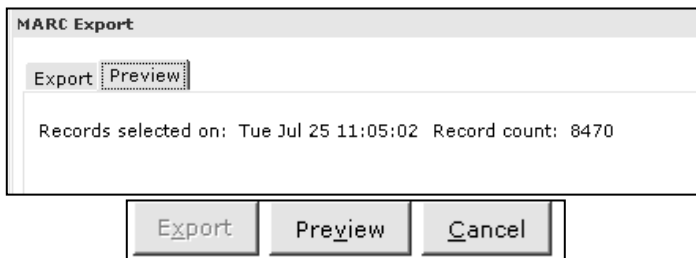 MARC Export
Export Preview
Records selected on: Tue Jul 25 11:05:02 Record count: 8470
Export Preview Cancel